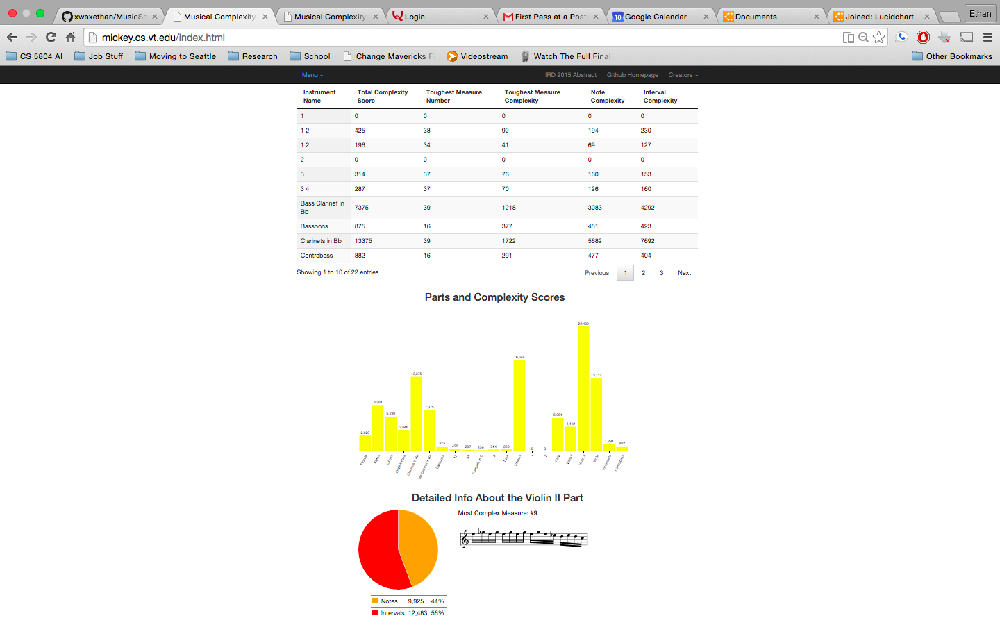 xwsxethan/MusicSc
Musical Complexity
Musical Complexity
Login
First Pass at a Poste
10 Google Calendar
Documents
Joined: Lucidchart
Ethan
mickey.cs.vt.edu/index.html
CS 5804 AI
Job Stuff
Moving to Seattle
Research
School
Change Mavericks F
Videostream
Watch The Full Final
Other Bookmarks
Menu
IRD 2015 Abstract
Github Homepage
Creators
Instrument Name Total Complexity Score Toughest Measure Number Toughest Measure Complexity Note Complexity Interval Complexity
1 0 0 0 0 0
1 2 425 38 92 194 230
1 2 196 34 41 69 127
2 0 0 0 0 0
3 314 37 76 160 153
3 4 287 37 70 126 160
Bass Clarinet in Bb 7375 39 1218 3083 4292
Bassoons 875 16 377 451 423
Clarinets in Bb 13375 39 1722 5682 7692
Contrabass 882 16 291 477 404
Showing 1 to 10 of 22 entries
Previous 1 2 3 Next
Parts and Complexity Scores
2,829 8,281 6,230 3,846 13,375 7,375 875 425 287 206 314 360 16,348 0 0 5,981 4,412 22,409 13,112 1,291 882
Piccolo Flutes Oboes English Horn Clarinets in Bb ss Clarinet in Bb Bassoons 12 34 Trumpets in C 3 Tuba Timpani 1 2 Harp Violin I Violin II Viola Violoncello Contrabass
Detailed Info About the Violin II Part
Most Complex Measure: #9
Notes 9,925 44%
Intervals 12,483 56%